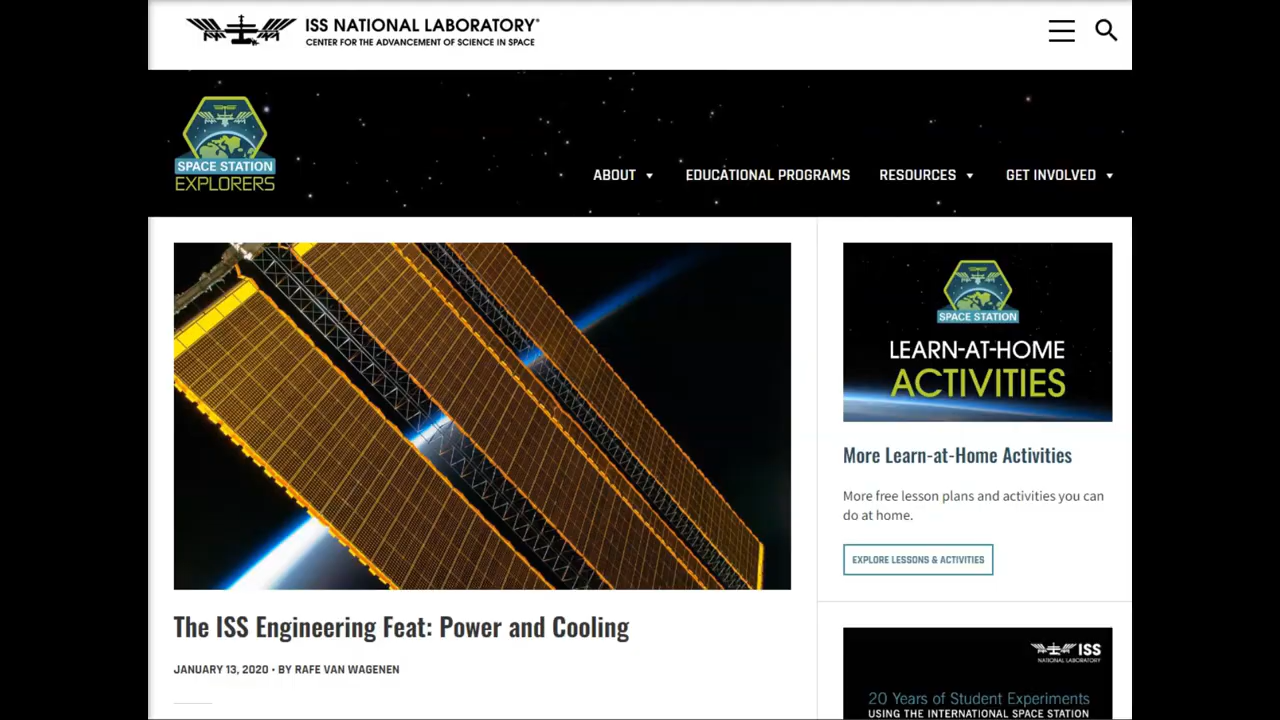 ISS NATIONAL LABORATORY®
CENTER FOR THE ADVANCEMENT OF SCIENCE IN SPACE
SPACE STATION
EXPLORERS
ABOUT
EDUCATIONAL PROGRAMS
RESOURCES
GET INVOLVED
The ISS Engineering Feat: Power and Cooling
JANUARY 13, 2020 • BY RAFE VAN WAGENEN
SPACE STATION
LEARN-AT-HOME
ACTIVITIES
More Learn-at-Home Activities
More free lesson plans and activities you can
do at home.
EXPLORE LESSONS & ACTIVITIES
ISS
NATIONAL LABORATORY
20 Years of Student Experiments
USING THE INTERNATIONAL SPACE STATION